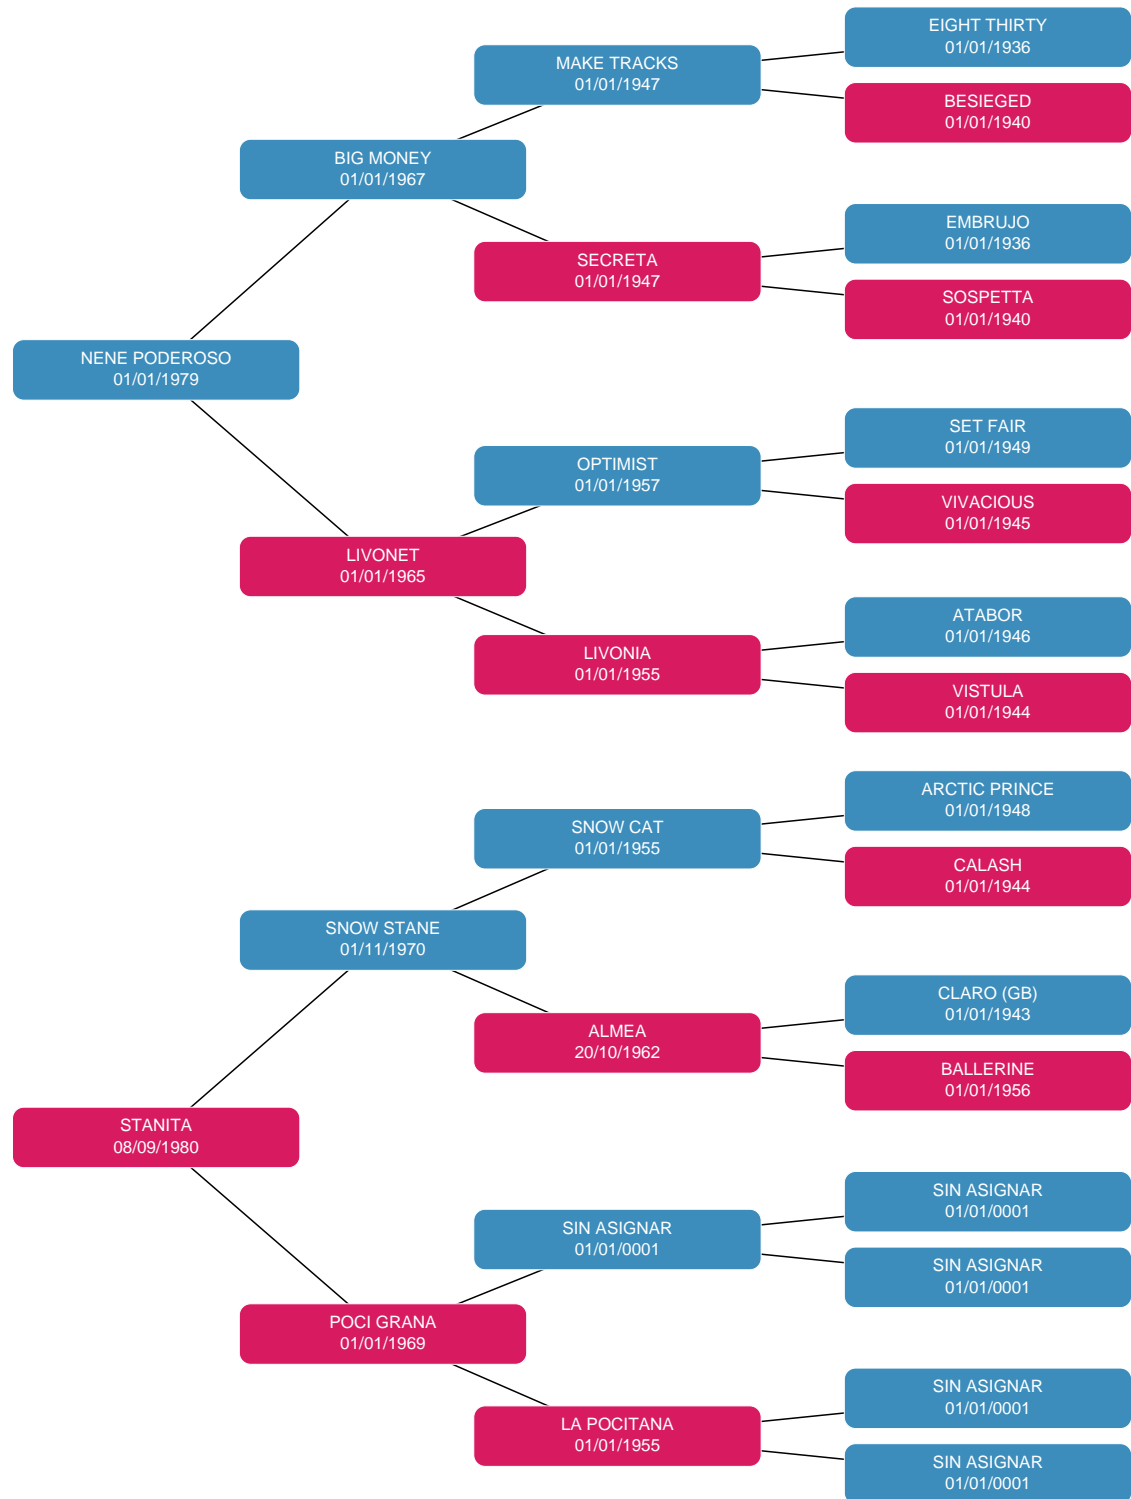 EIGHT THIRTY
01/01/1936
MAKE TRACKS
01/01/1947
BESIEGED
01/01/1940
BIG MONEY
01/01/1967
EMBRUJO
01/01/1936
SECRETA
01/01/1947
SOSPETTA
01/01/1940
NENE PODEROSO
01/01/1979
SET FAIR
01/01/1949
OPTIMIST
01/01/1957
VIVACIOUS
01/01/1945
LIVONET
01/01/1965
ATABOR
01/01/1946
LIVONIA
01/01/1955
VISTULA
01/01/1944
ARCTIC PRINCE
01/01/1948
SNOW CAT
01/01/1955
CALASH
01/01/1944
SNOW STANE
01/11/1970
CLARO (GB)
01/01/1943
ALMEA
20/10/1962
BALLERINE
01/01/1956
STANITA
08/09/1980
SIN ASIGNAR
01/01/0001
SIN ASIGNAR
01/01/0001
SIN ASIGNAR
01/01/0001
POCI GRANA
01/01/1969
SIN ASIGNAR
01/01/0001
LA POCITANA
01/01/1955
SIN ASIGNAR
01/01/0001